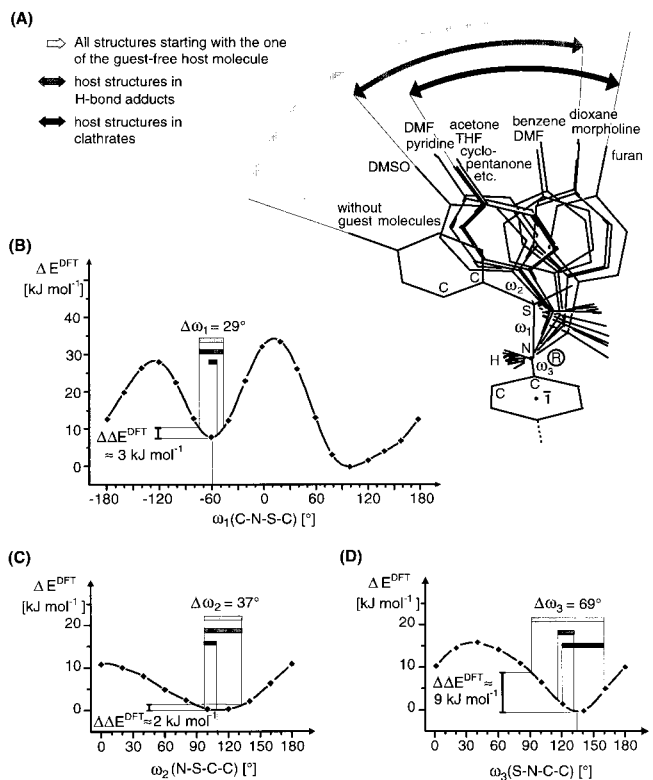 (A)
All structures starting with the one
of the guest-free host molecule
host structures in
H-bond adducts
host structures in
clathrates
DMF
pyridine
acetone
THF
cyclo-
pentanone
etc.
benzene
DMF
dioxane
morpholine
furan
DMSO
without
guest molecules
C
C
ω2
S
ω1
N
H
ω3
R
C
C
1̄
(B)
Δ E^DFT
[kJ mol⁻¹]
Δω1 = 29°
ΔΔE^DFT
≈ 3 kJ mol⁻¹
40
30
20
10
0
-180 -120 -60 0 60 120 180
ω1(C-N-S-C) [°]
(C)
Δ E^DFT
[kJ mol⁻¹]
Δω2 = 37°
20
10
0
ΔΔE^DFT≈2 kJ mol⁻¹
0 30 60 90 120 150 180
ω2(N-S-C-C) [°]
(D)
Δ E^DFT
[kJ mol⁻¹]
Δω3 = 69°
20
10
0
ΔΔE^DFT≈
9 kJ mol⁻¹
0 30 60 90 120 150 180
ω3(S-N-C-C) [°]